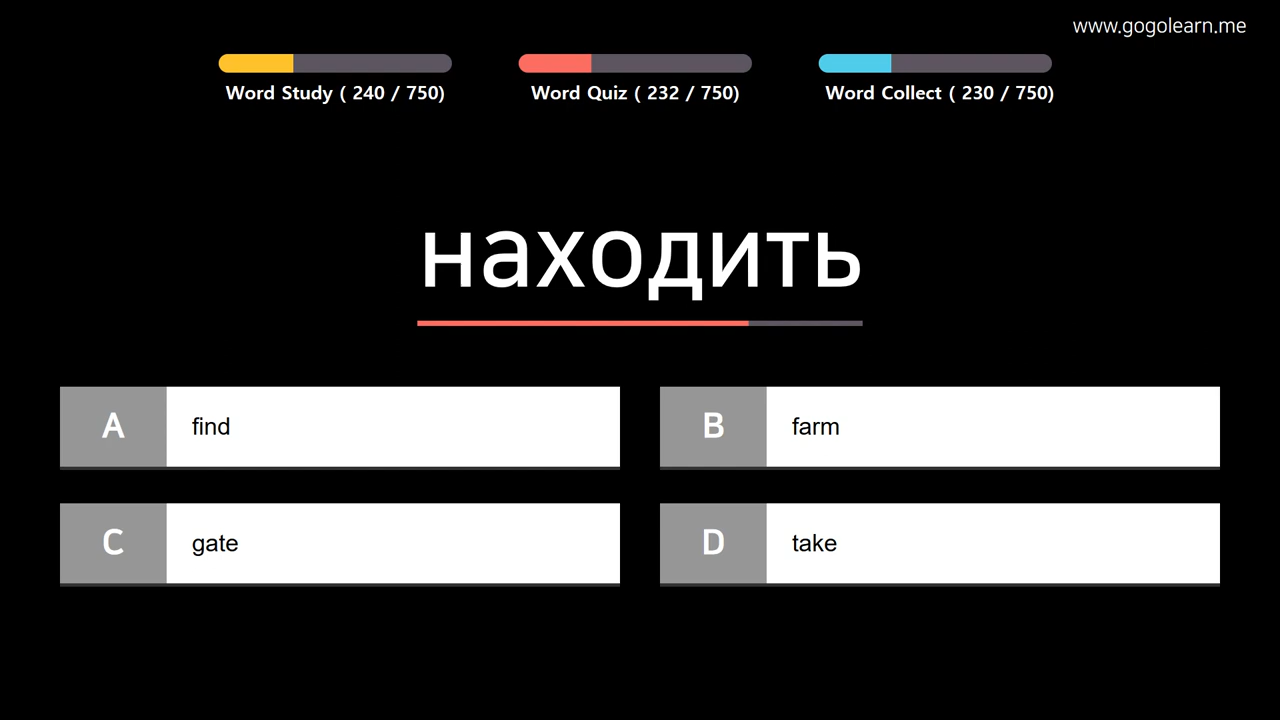 www.gogolearn.me
Word Study ( 240 / 750)
Word Quiz ( 232 / 750)
Word Collect ( 230 / 750)
находить
A find
B farm
C gate
D take